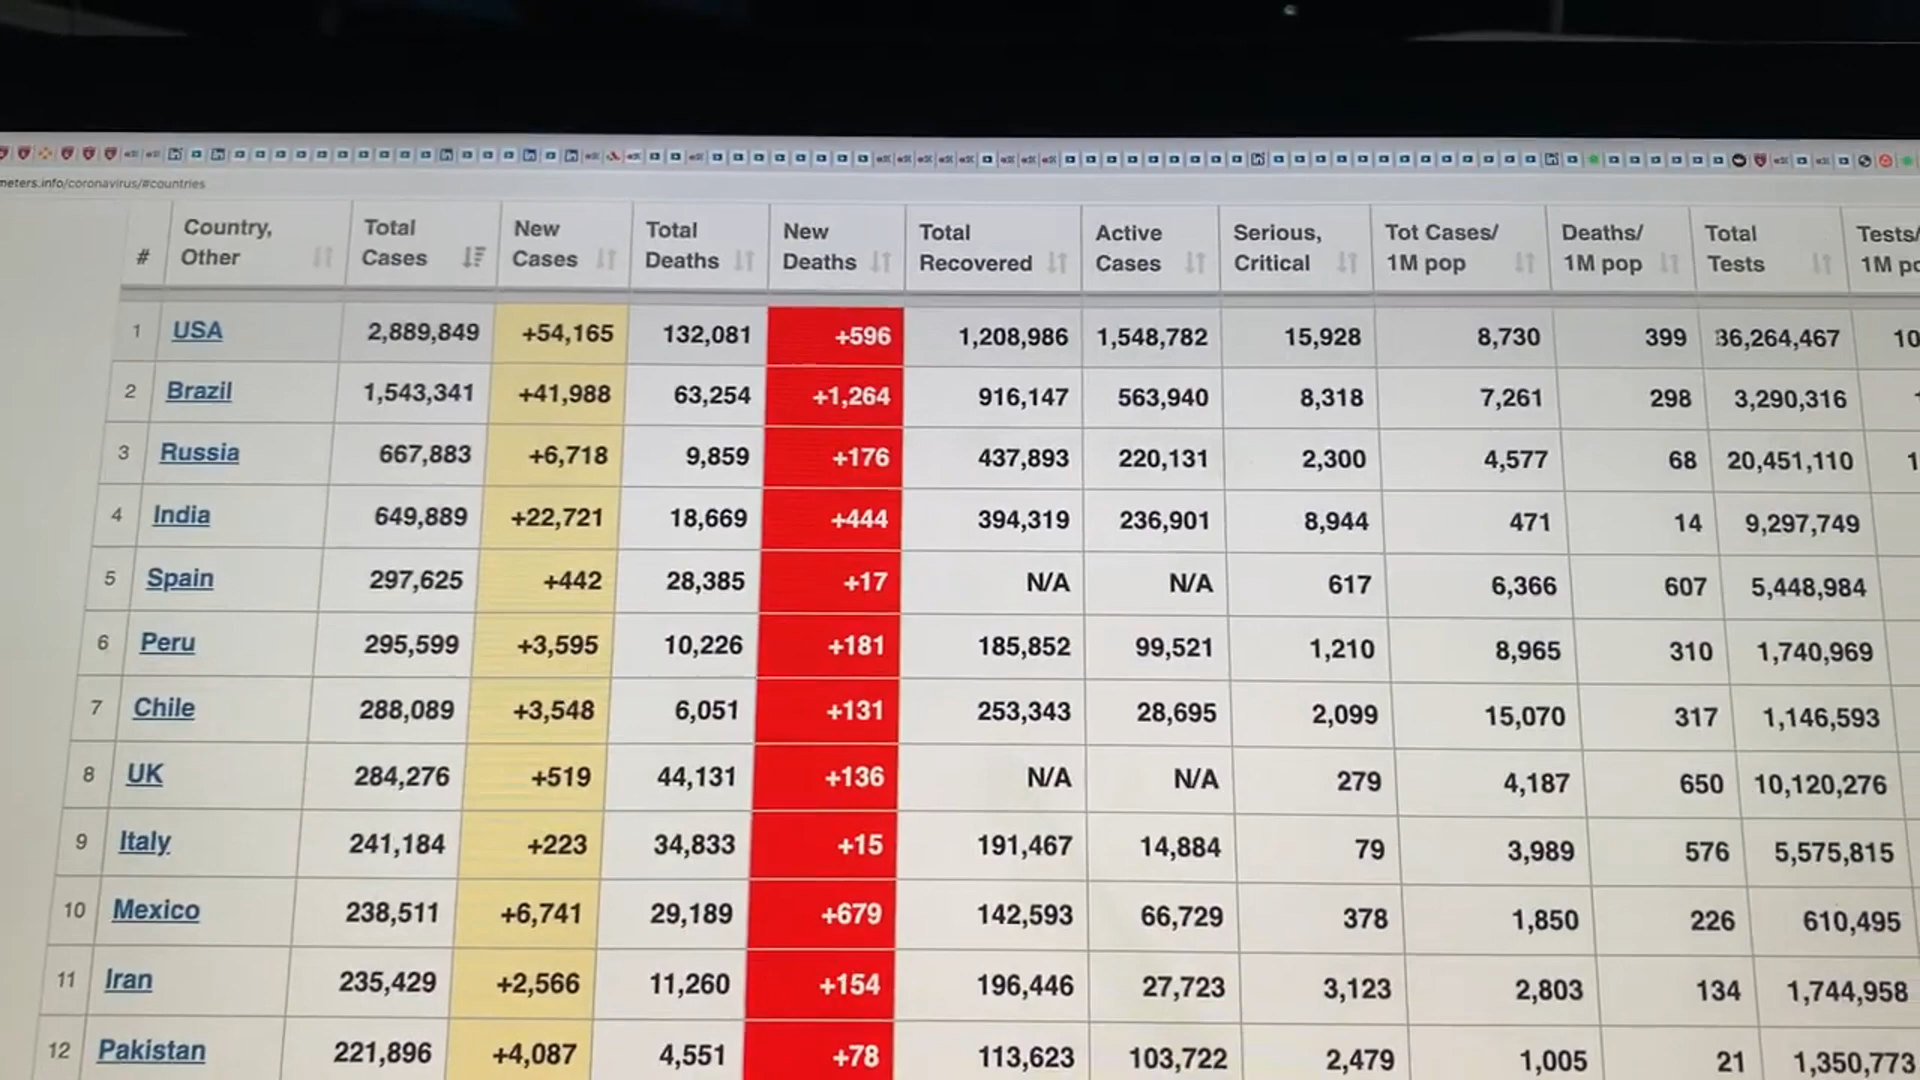 meters.info/coronavirus/#countries
# Country, Other Total Cases New Cases Total Deaths New Deaths Total Recovered Active Cases Serious, Critical Tot Cases/ 1M pop Deaths/ 1M pop Total Tests Tests/
1 USA 2,889,849 +54,165 132,081 +596 1,208,986 1,548,782 15,928 8,730 399 36,264,467 10
2 Brazil 1,543,341 +41,988 63,254 +1,264 916,147 563,940 8,318 7,261 298 3,290,316
3 Russia 667,883 +6,718 9,859 +176 437,893 220,131 2,300 4,577 68 20,451,110 1
4 India 649,889 +22,721 18,669 +444 394,319 236,901 8,944 471 14 9,297,749
5 Spain 297,625 +442 28,385 +17 N/A N/A 617 6,366 607 5,448,984
6 Peru 295,599 +3,595 10,226 +181 185,852 99,521 1,210 8,965 310 1,740,969
7 Chile 288,089 +3,548 6,051 +131 253,343 28,695 2,099 15,070 317 1,146,593
8 UK 284,276 +519 44,131 +136 N/A N/A 279 4,187 650 10,120,276
9 Italy 241,184 +223 34,833 +15 191,467 14,884 79 3,989 576 5,575,815
10 Mexico 238,511 +6,741 29,189 +679 142,593 66,729 378 1,850 226 610,495
11 Iran 235,429 +2,566 11,260 +154 196,446 27,723 3,123 2,803 134 1,744,958
12 Pakistan 221,896 +4,087 4,551 +78 113,623 103,722 2,479 1,005 21 1,350,773